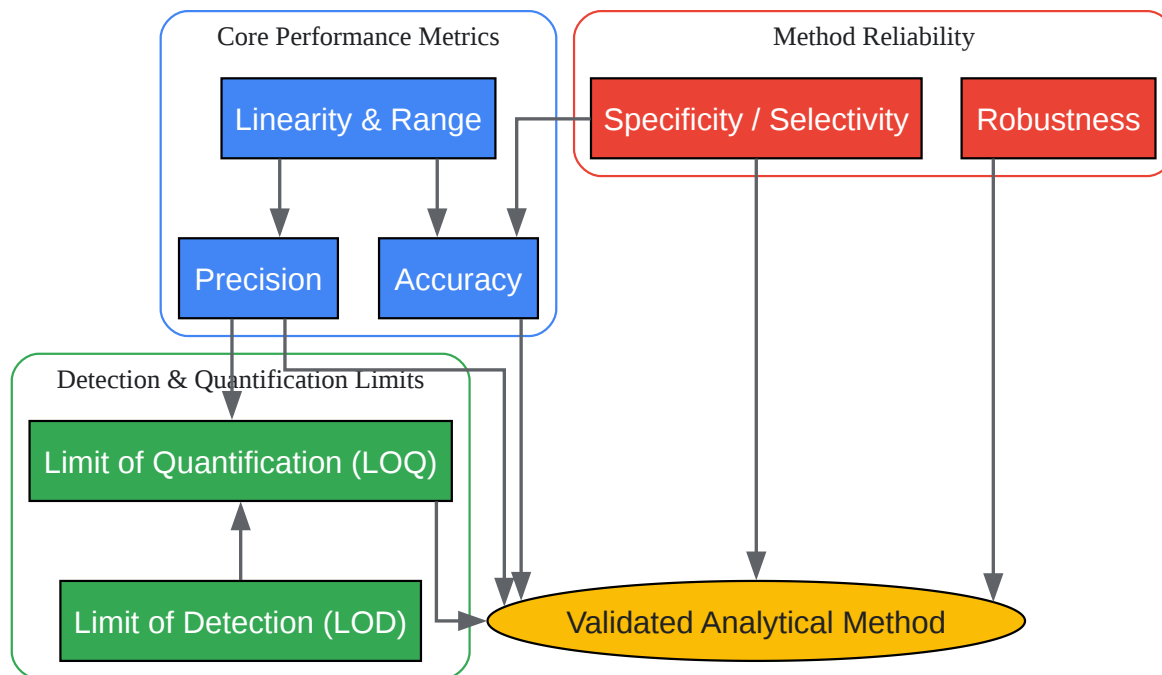 Core Performance Metrics
Method Reliability
Linearity & Range
Specificity / Selectivity
Robustness
Precision
Accuracy
Detection & Quantification Limits
Limit of Quantification (LOQ)
Limit of Detection (LOD)
Validated Analytical Method